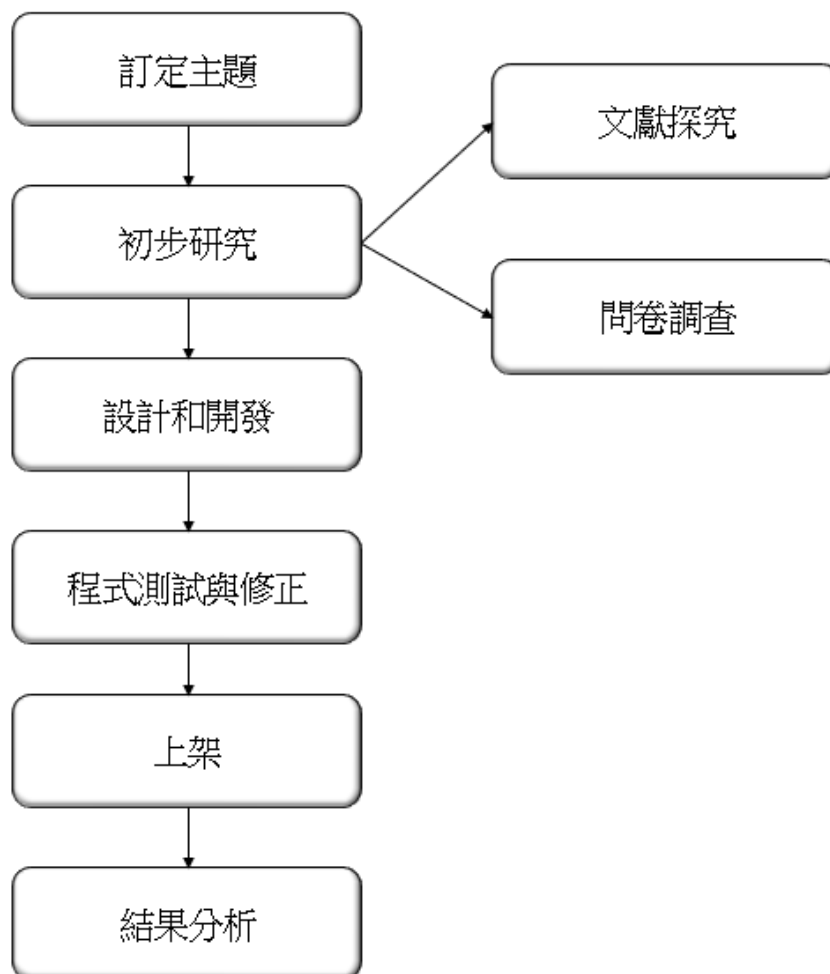 訂定主題
文獻探究
初步研究
問卷調查
設計和開發
程式測試與修正
上架
結果分析